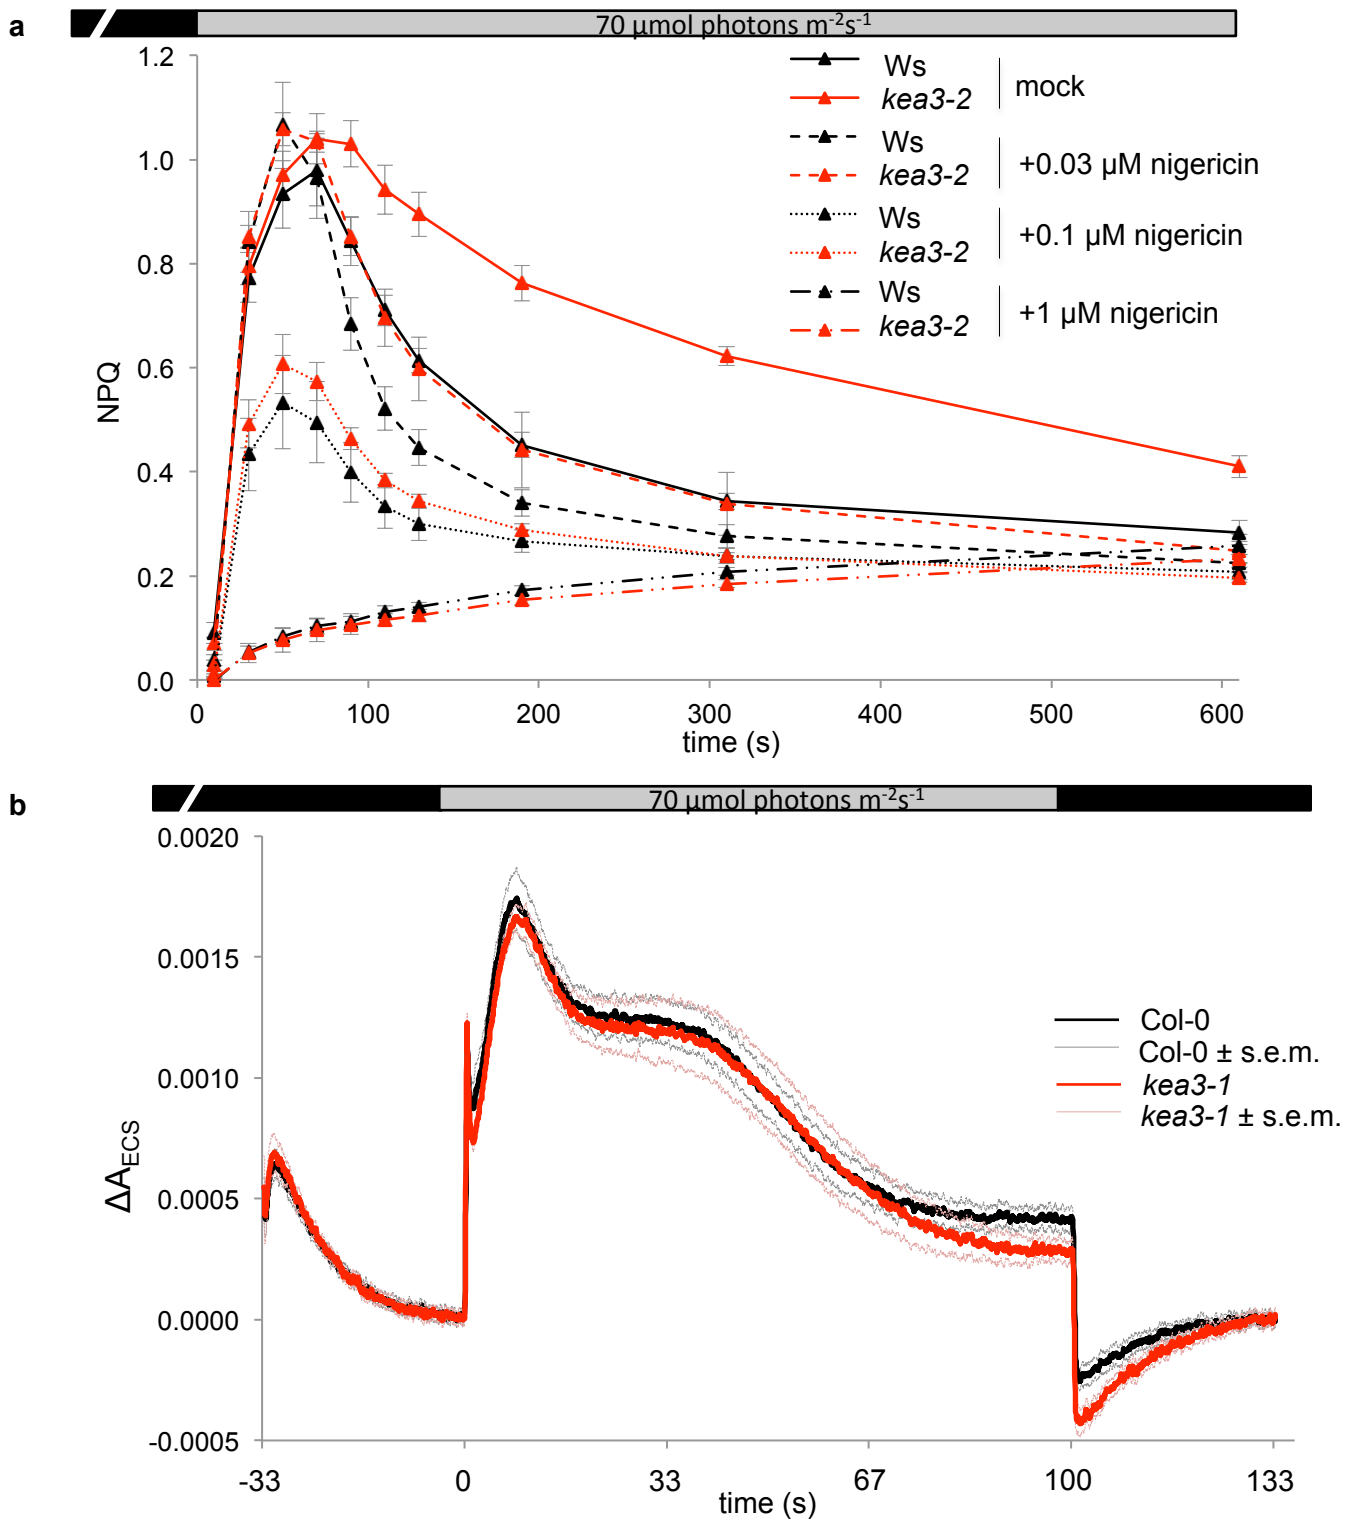 a
70 µmol photons m⁻²s⁻¹
1.2
1.0
0.8
0.6
0.4
0.2
0.0
NPQ
Ws
kea3-2
mock
Ws
kea3-2
+0.03 µM nigericin
Ws
kea3-2
+0.1 µM nigericin
Ws
kea3-2
+1 µM nigericin
0 100 200 300 400 500 600
time (s)
b
70 µmol photons m⁻²s⁻¹
0.0020
0.0015
0.0010
0.0005
0.0000
-0.0005
ΔA_ECS
Col-0
Col-0 ± s.e.m.
kea3-1
kea3-1 ± s.e.m.
-33 0 33 67 100 133
time (s)